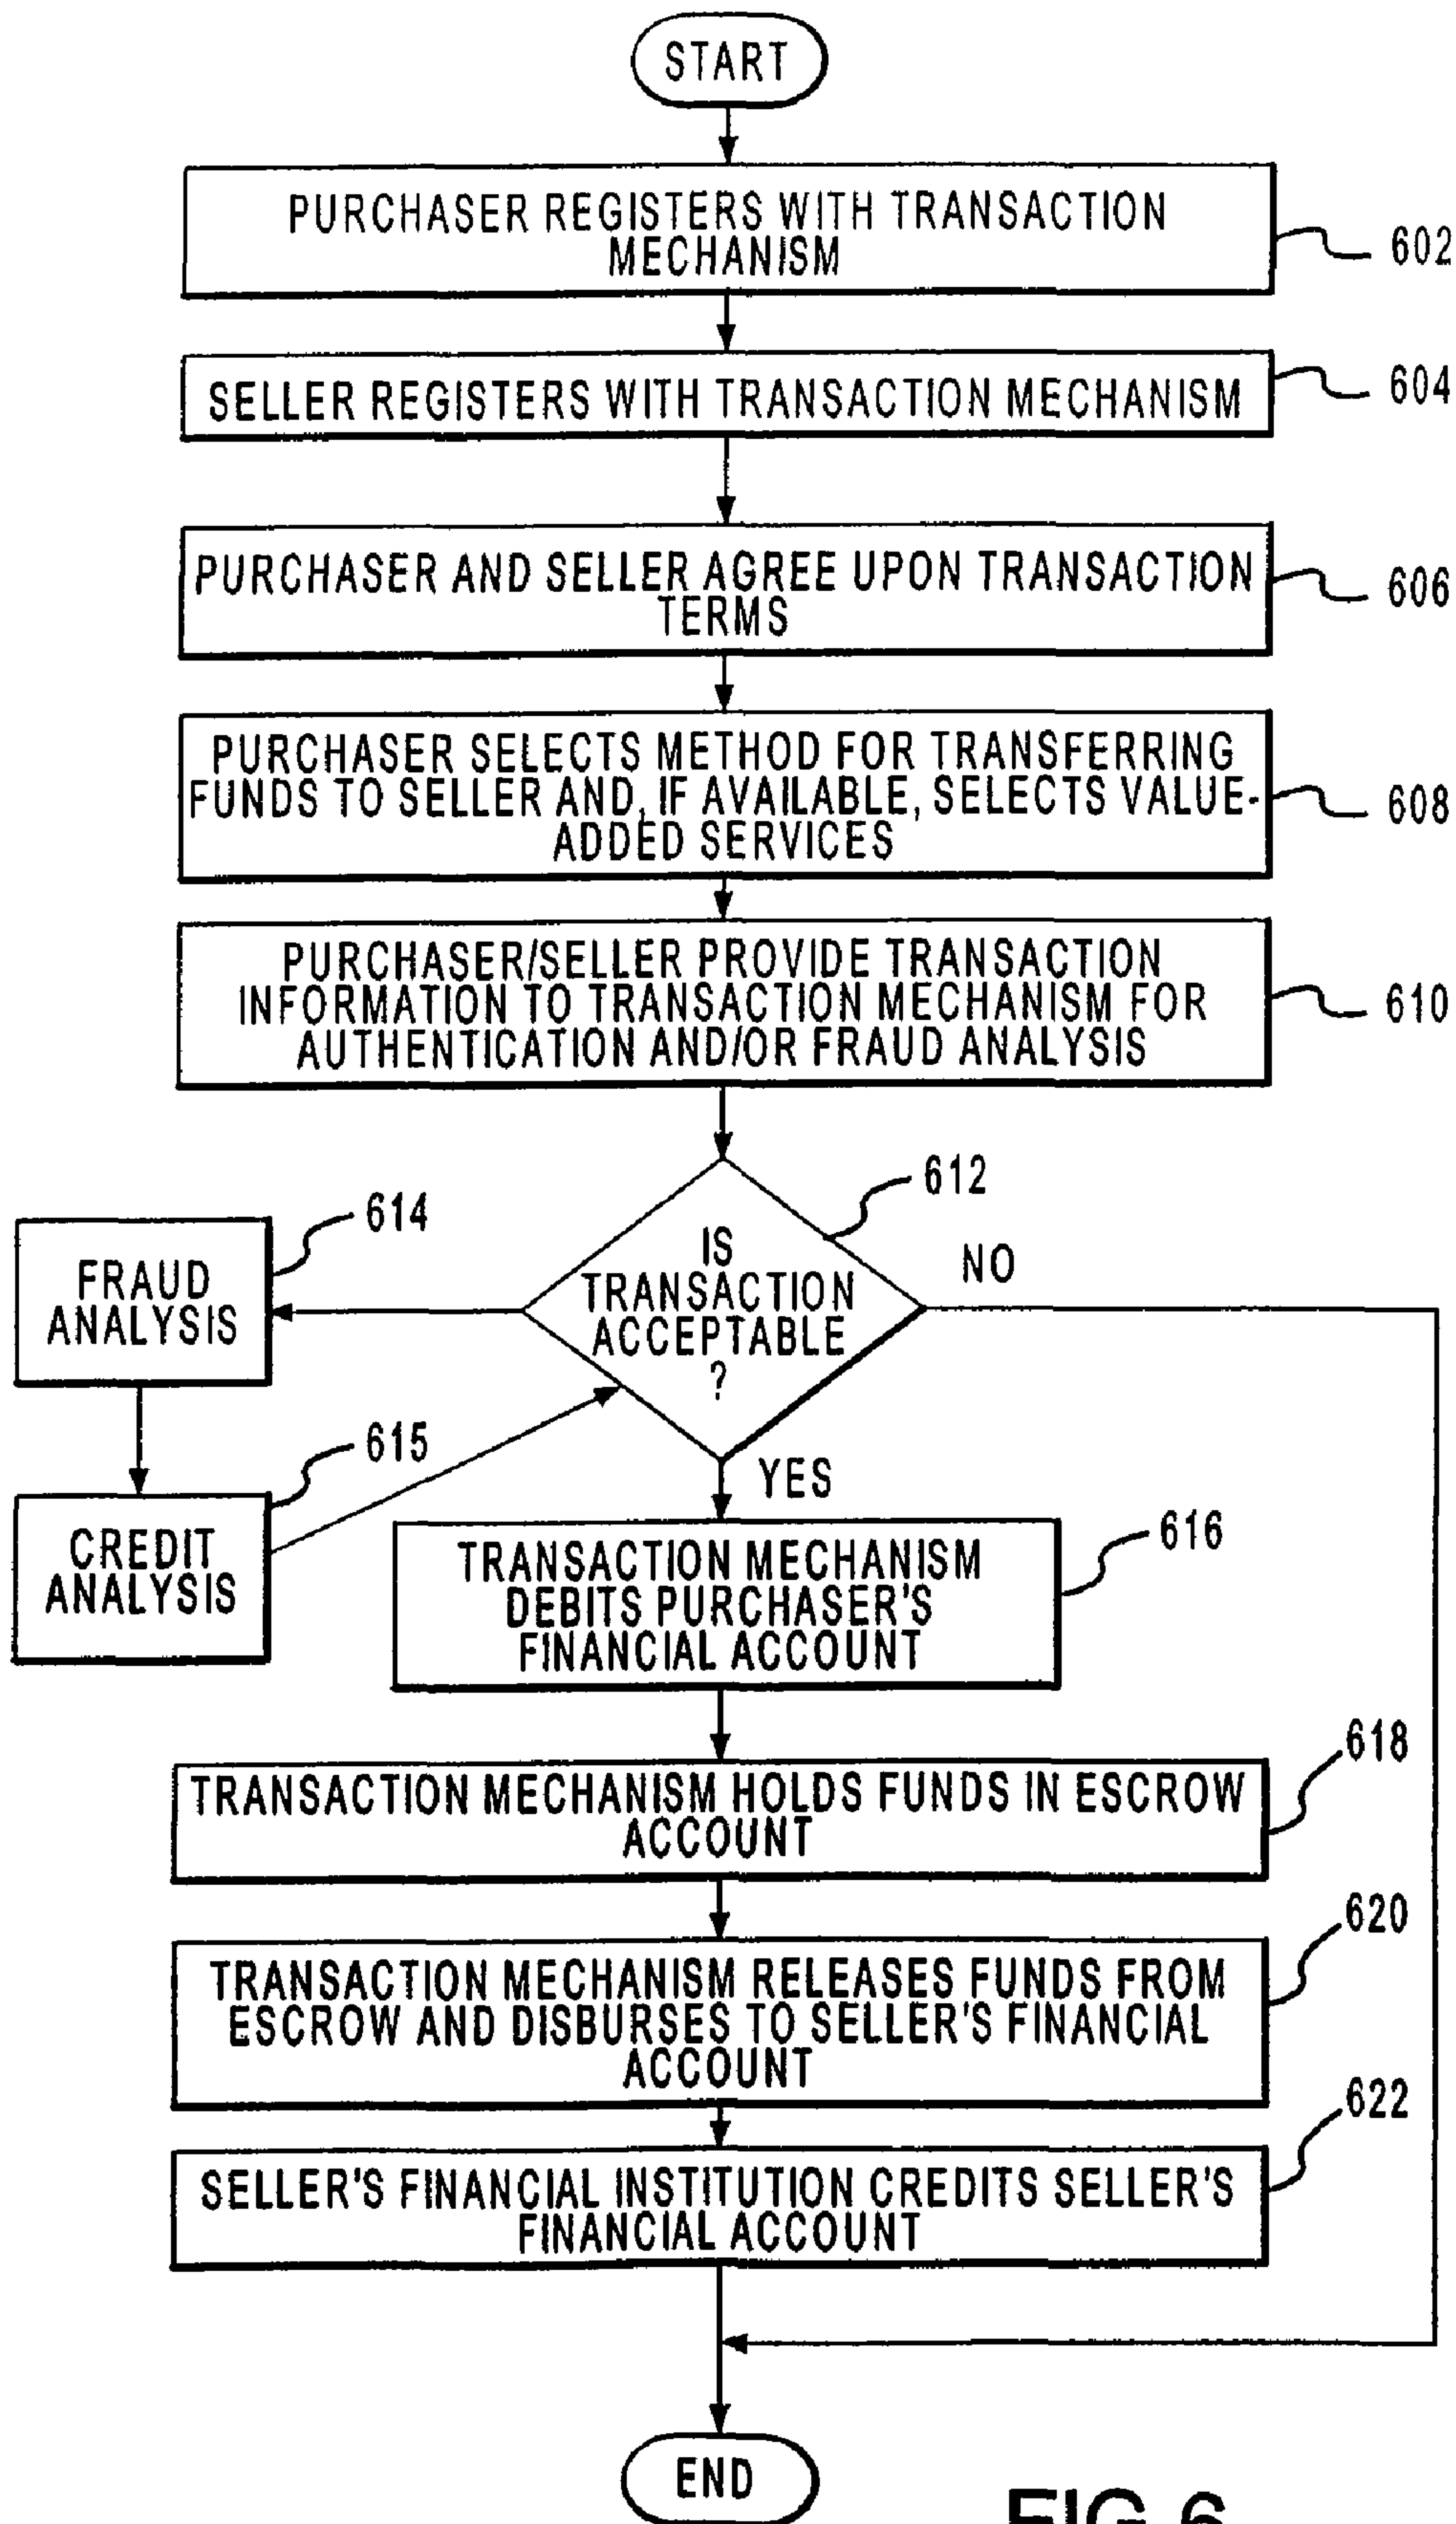 START
PURCHASER REGISTERS WITH TRANSACTION
MECHANISM
602
SELLER REGISTERS WITH TRANSACTION MECHANISM
604
PURCHASER AND SELLER AGREE UPON TRANSACTION
TERMS
606
PURCHASER SELECTS METHOD FOR TRANSFERRING
FUNDS TO SELLER AND, IF AVAILABLE, SELECTS VALUE-
ADDED SERVICES
608
PURCHASER/SELLER PROVIDE TRANSACTION
INFORMATION TO TRANSACTION MECHANISM FOR
AUTHENTICATION AND/OR FRAUD ANALYSIS
610
612
IS
TRANSACTION
ACCEPTABLE
?
NO
614
FRAUD
ANALYSIS
615
CREDIT
ANALYSIS
YES
616
TRANSACTION MECHANISM
DEBITS PURCHASER'S
FINANCIAL ACCOUNT
618
TRANSACTION MECHANISM HOLDS FUNDS IN ESCROW
ACCOUNT
620
TRANSACTION MECHANISM RELEASES FUNDS FROM
ESCROW AND DISBURSES TO SELLER'S FINANCIAL
ACCOUNT
622
SELLER'S FINANCIAL INSTITUTION CREDITS SELLER'S
FINANCIAL ACCOUNT
END
FIG.6